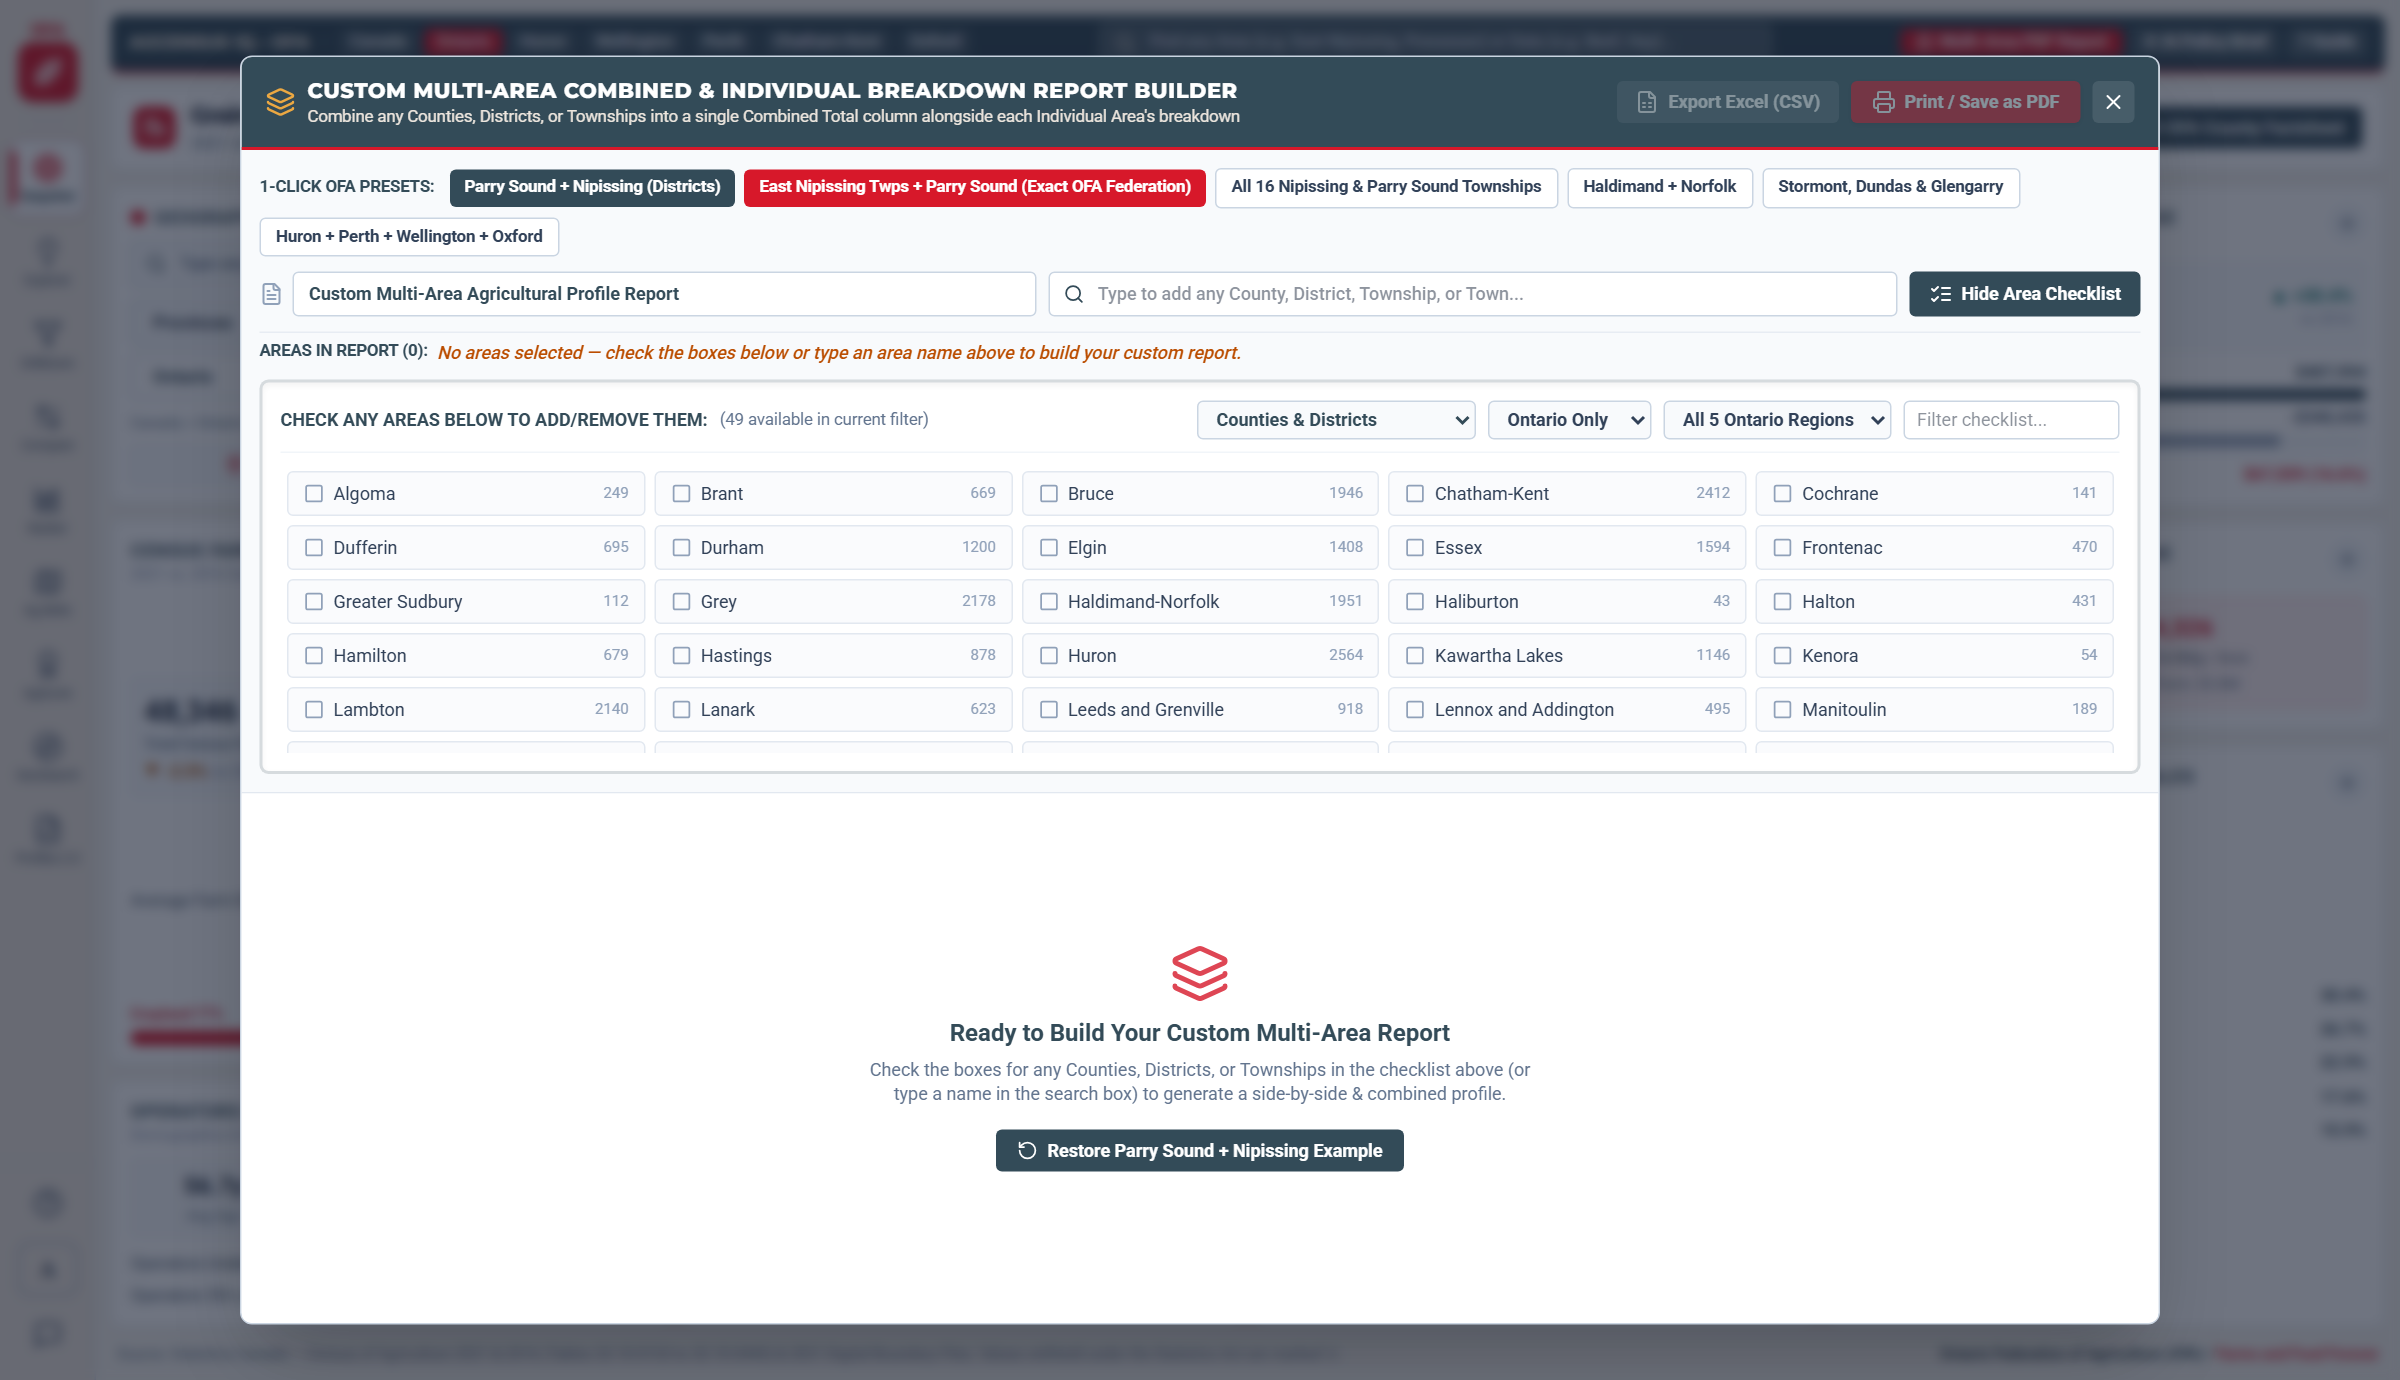 CUSTOM MULTI-AREA COMBINED & INDIVIDUAL BREAKDOWN REPORT BUILDER
Combine any Counties, Districts, or Townships into a single Combined Total column alongside each Individual Area's breakdown
Export Excel (CSV)
Print / Save as PDF
1-CLICK OFA PRESETS:
Parry Sound + Nipissing (Districts)
East Nipissing Twps + Parry Sound (Exact OFA Federation)
All 16 Nipissing & Parry Sound Townships
Haldimand + Norfolk
Stormont, Dundas & Glengarry
Huron + Perth + Wellington + Oxford
Custom Multi-Area Agricultural Profile Report
Type to add any County, District, Township, or Town...
Hide Area Checklist
AREAS IN REPORT (0): No areas selected — check the boxes below or type an area name above to build your custom report.
CHECK ANY AREAS BELOW TO ADD/REMOVE THEM: (49 available in current filter)
Counties & Districts
Ontario Only
All 5 Ontario Regions
Filter checklist...
Algoma 249
Brant 669
Bruce 1946
Chatham-Kent 2412
Cochrane 141
Dufferin 695
Durham 1200
Elgin 1408
Essex 1594
Frontenac 470
Greater Sudbury 112
Grey 2178
Haldimand-Norfolk 1951
Haliburton 43
Halton 431
Hamilton 679
Hastings 878
Huron 2564
Kawartha Lakes 1146
Kenora 54
Lambton 2140
Lanark 623
Leeds and Grenville 918
Lennox and Addington 495
Manitoulin 189
Ready to Build Your Custom Multi-Area Report
Check the boxes for any Counties, Districts, or Townships in the checklist above (or
type a name in the search box) to generate a side-by-side & combined profile.
Restore Parry Sound + Nipissing Example